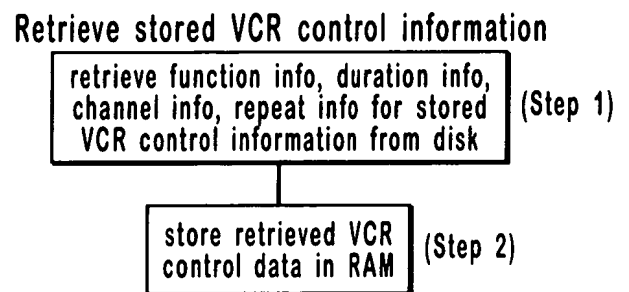 Retrieve stored VCR control information
retrieve function info, duration info,
channel info, repeat info for stored
VCR control information from disk
(Step 1)
store retrieved VCR
control data in RAM
(Step 2)